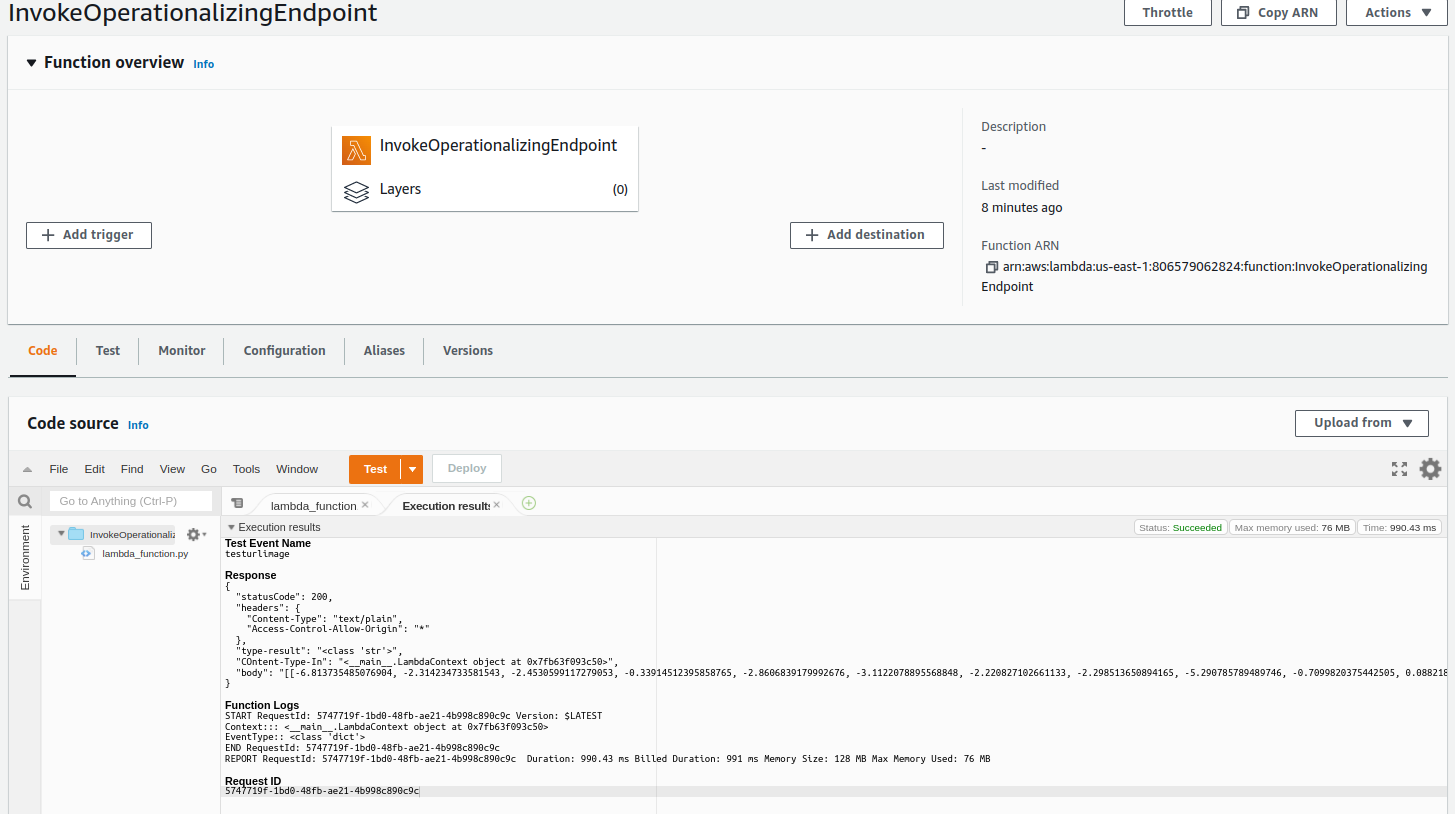 InvokeOperationalizingEndpoint
Throttle
Copy ARN
Actions
Function overview Info
InvokeOperationalizingEndpoint
Layers (0)
Add trigger
Add destination
Description
-
Last modified
8 minutes ago
Function ARN
arn:aws:lambda:us-east-1:806579062824:function:InvokeOperationalizing
Endpoint
Code Test Monitor Configuration Aliases Versions
Code source Info
Upload from
File Edit Find View Go Tools Window Test Deploy
Go to Anything (Ctrl-P)
lambda_function
Execution results
Environment
InvokeOperationaliz
lambda_function.py
Execution results
Status: Succeeded
Max memory used: 76 MB
Time: 990.43 ms
Test Event Name
testurlimage
Response
{
"statusCode": 200,
"headers": {
"Content-Type": "text/plain",
"Access-Control-Allow-Origin": "*"
},
"type-result": "<class 'str'>",
"COntent-Type-In": "<__main__.LambdaContext object at 0x7fb63f093c50>",
"body": "[[-6.813735485076904, -2.314234733581543, -2.4530599117279053, -0.33914512395858765, -2.8606839179992676, -3.1122078895568848, -2.220827102661133, -2.298513650894165, -5.290785789489746, -0.7099820375442505, 0.088218
}
Function Logs
START RequestId: 5747719f-1bd0-48fb-ae21-4b998c890c9c Version: $LATEST
Context::: <__main__.LambdaContext object at 0x7fb63f093c50>
EventType:: <class 'dict'>
END RequestId: 5747719f-1bd0-48fb-ae21-4b998c890c9c
REPORT RequestId: 5747719f-1bd0-48fb-ae21-4b998c890c9c Duration: 990.43 ms Billed Duration: 991 ms Memory Size: 128 MB Max Memory Used: 76 MB
Request ID
5747719f-1bd0-48fb-ae21-4b998c890c9c